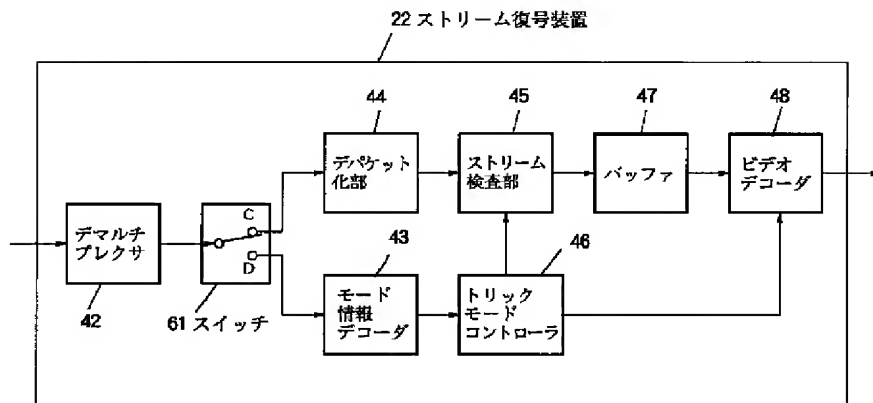 22 ストリーム復号装置
44
45
47
48
デパケット
化部
ストリーム
検査部
バッファ
ビデオ
デコーダ
デマルチ
プレクサ
C
D
43
46
42
61 スイッチ
モード
情報
デコーダ
トリック
モード
コントローラ